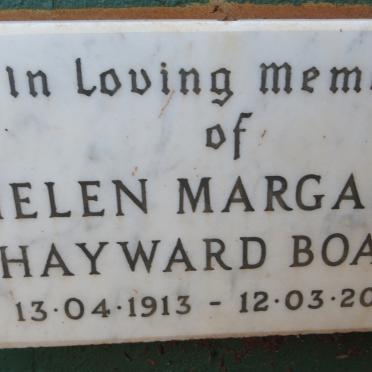 In Loving Mem
of
HELEN MARGA
HAYWARD BOA
13·04·1913 - 12·03·20